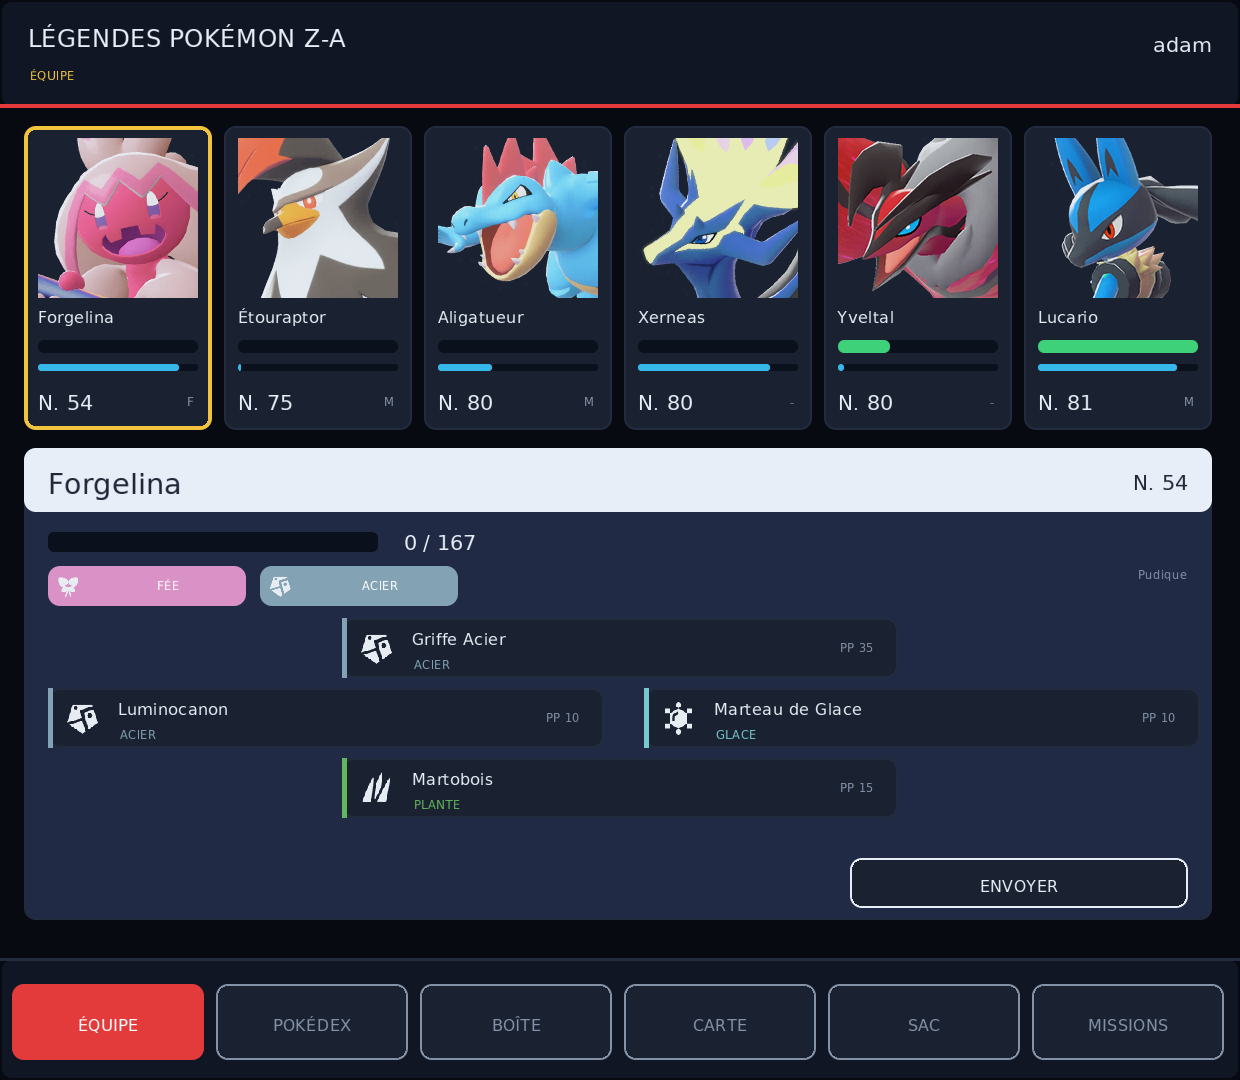 LÉGENDES POKÉMON Z-A
adam
ÉQUIPE
Forgelina
Étouraptor
Aligatueur
Xerneas
Yveltal
Lucario
N. 54
F
N. 75
M
N. 80
M
N. 80
-
N. 80
-
N. 81
M
Forgelina
N. 54
0 / 167
FÉE
ACIER
Pudique
Griffe Acier
ACIER
PP 35
Luminocanon
ACIER
PP 10
Marteau de Glace
GLACE
PP 10
Martobois
PLANTE
PP 15
ENVOYER
ÉQUIPE
POKÉDEX
BOÎTE
CARTE
SAC
MISSIONS